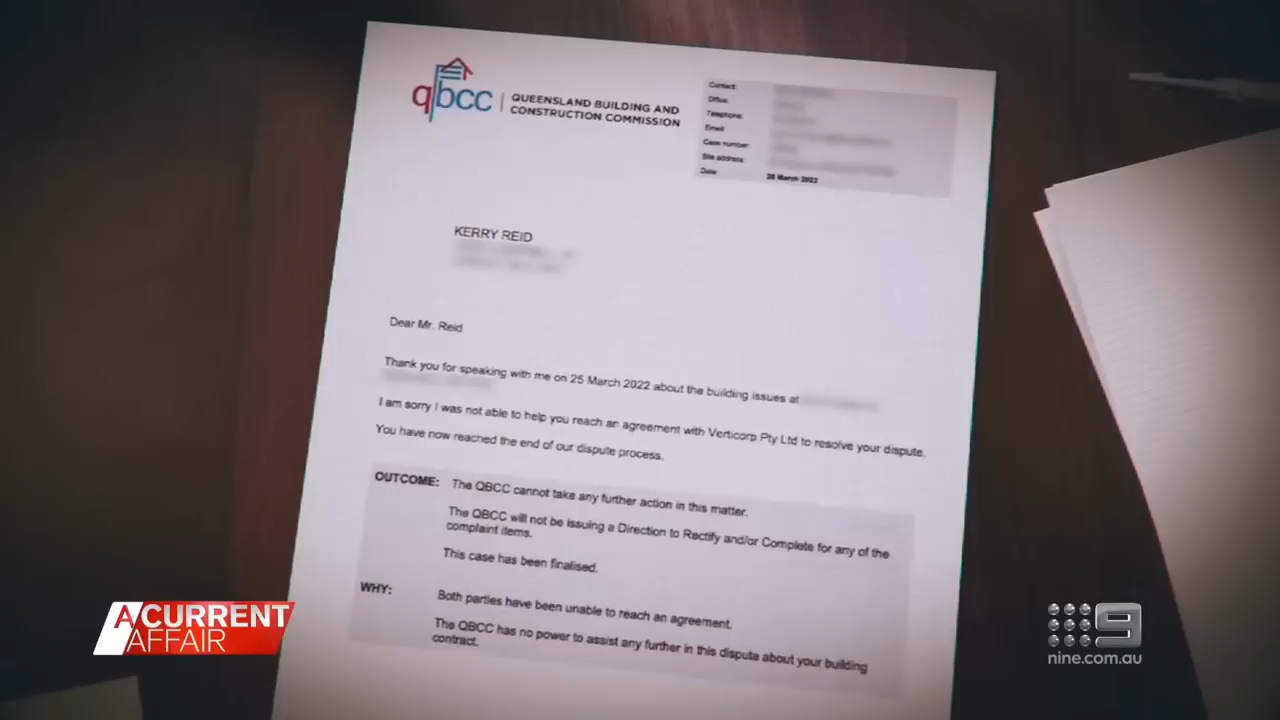 qbcc
QUEENSLAND BUILDING AND
CONSTRUCTION COMMISSION
Contact:
Office:
Telephone:
Email
Case number:
Site address:
Date: 28 March 2022
KERRY REID
Dear Mr. Reid
Thank you for speaking with me on 25 March 2022 about the building issues at
I am sorry I was not able to help you reach an agreement with Verticorp Pty Ltd to resolve your dispute.
You have now reached the end of our dispute process.
OUTCOME: The QBCC cannot take any further action in this matter.
The QBCC will not be issuing a Direction to Rectify and/or Complete for any of the
complaint items.
This case has been finalised.
WHY: Both parties have been unable to reach an agreement.
The QBCC has no power to assist any further in this dispute about your building
contract.
A CURRENT
AFFAIR
9
nine.com.au